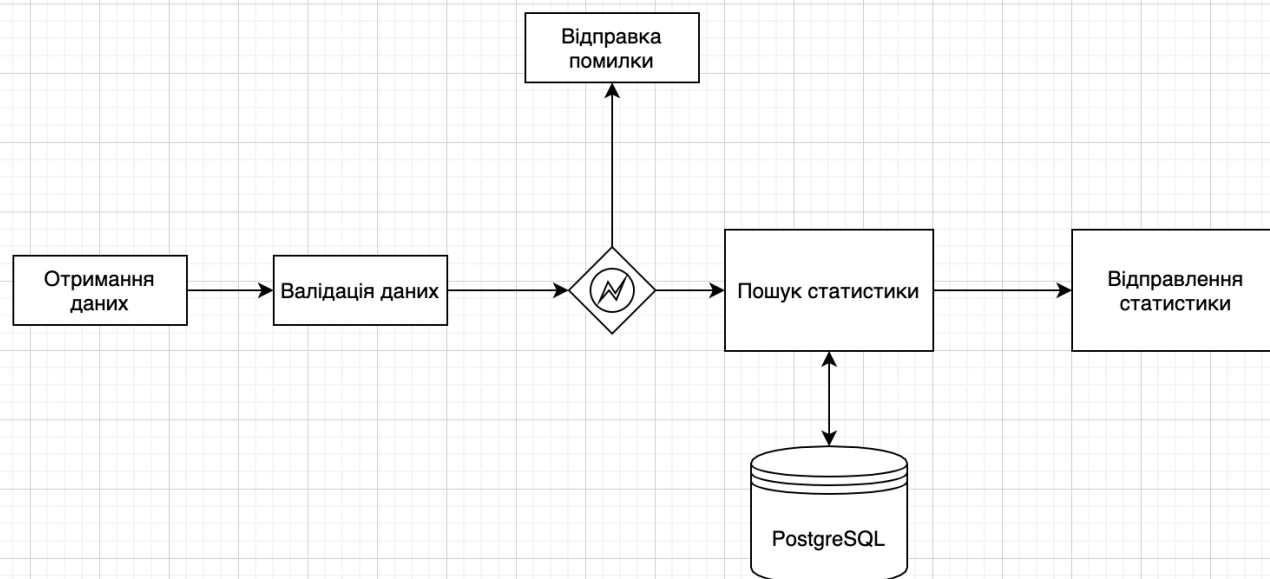 Відправка
помилки
Отримання
даних
Валідація даних
Пошук статистики
Відправлення
статистики
PostgreSQL